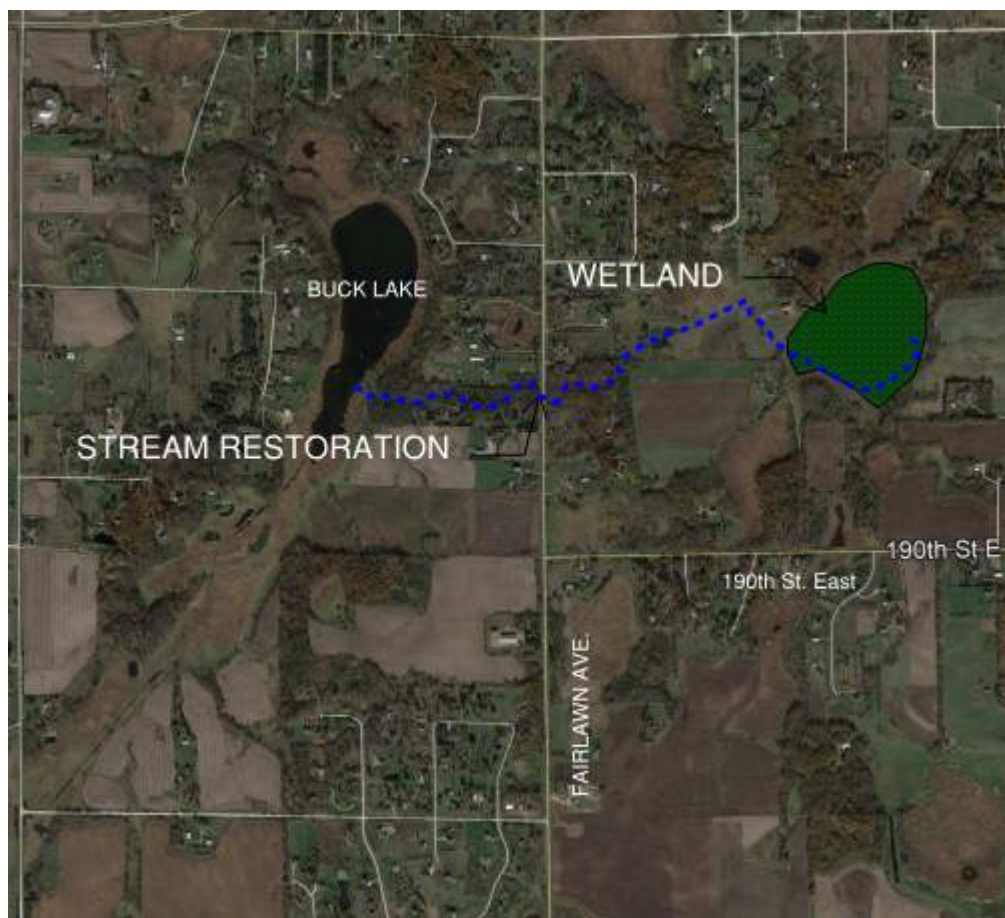 BUCK LAKE
WETLAND
STREAM RESTORATION
190th St E
190th St. East
FAIRLAWN AVE.